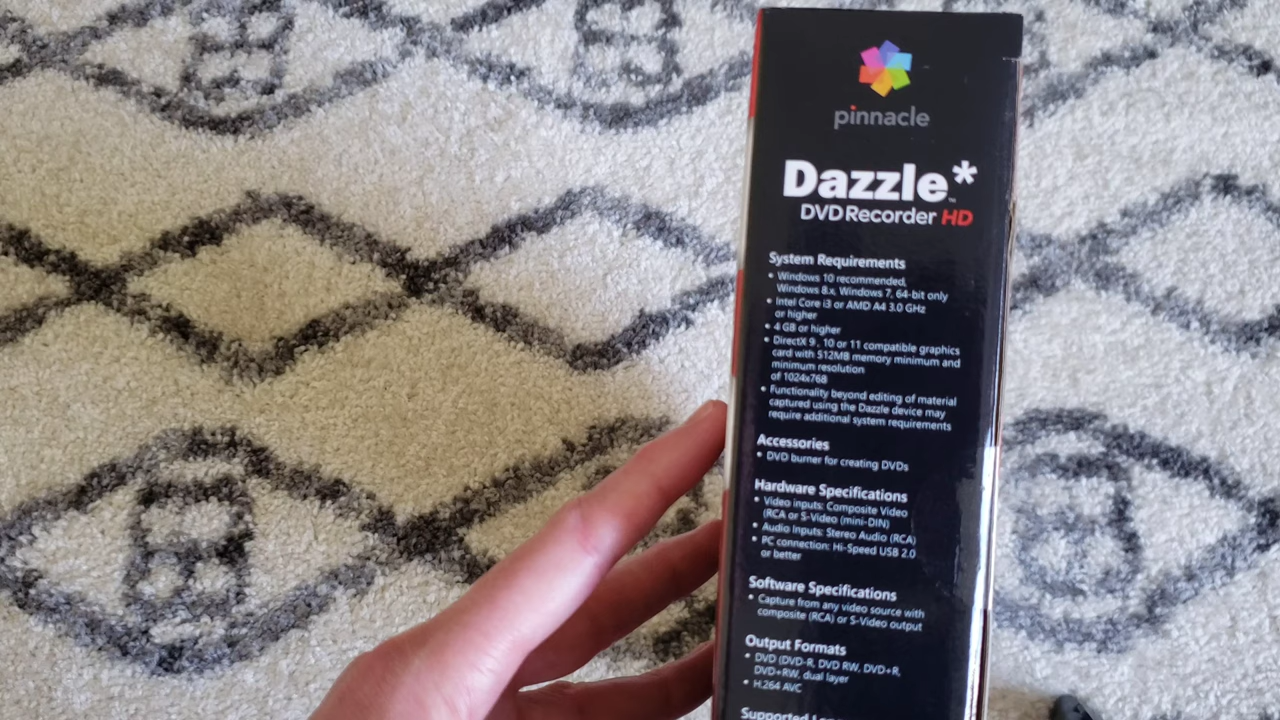 pinnacle
Dazzle*™
DVD Recorder HD
System Requirements
• Windows 10 recommended,
Windows 8.x, Windows 7, 64-bit only
• Intel Core i3 or AMD A4 3.0 GHz
or higher
• 4 GB or higher
• DirectX 9 , 10 or 11 compatible graphics
card with 512MB memory minimum and
minimum resolution
of 1024x768
• Functionality beyond editing of material
captured using the Dazzle device may
require additional system requirements
Accessories
• DVD burner for creating DVDs
Hardware Specifications
• Video inputs: Composite Video
(RCA or S-Video (mini-DIN)
• Audio Inputs: Stereo Audio (RCA)
• PC connection: Hi-Speed USB 2.0
or better
Software Specifications
• Capture from any video source with
composite (RCA) or S-Video output
Output Formats
• DVD (DVD-R, DVD RW, DVD+R,
DVD+RW, dual layer
• H.264 AVC
Supported